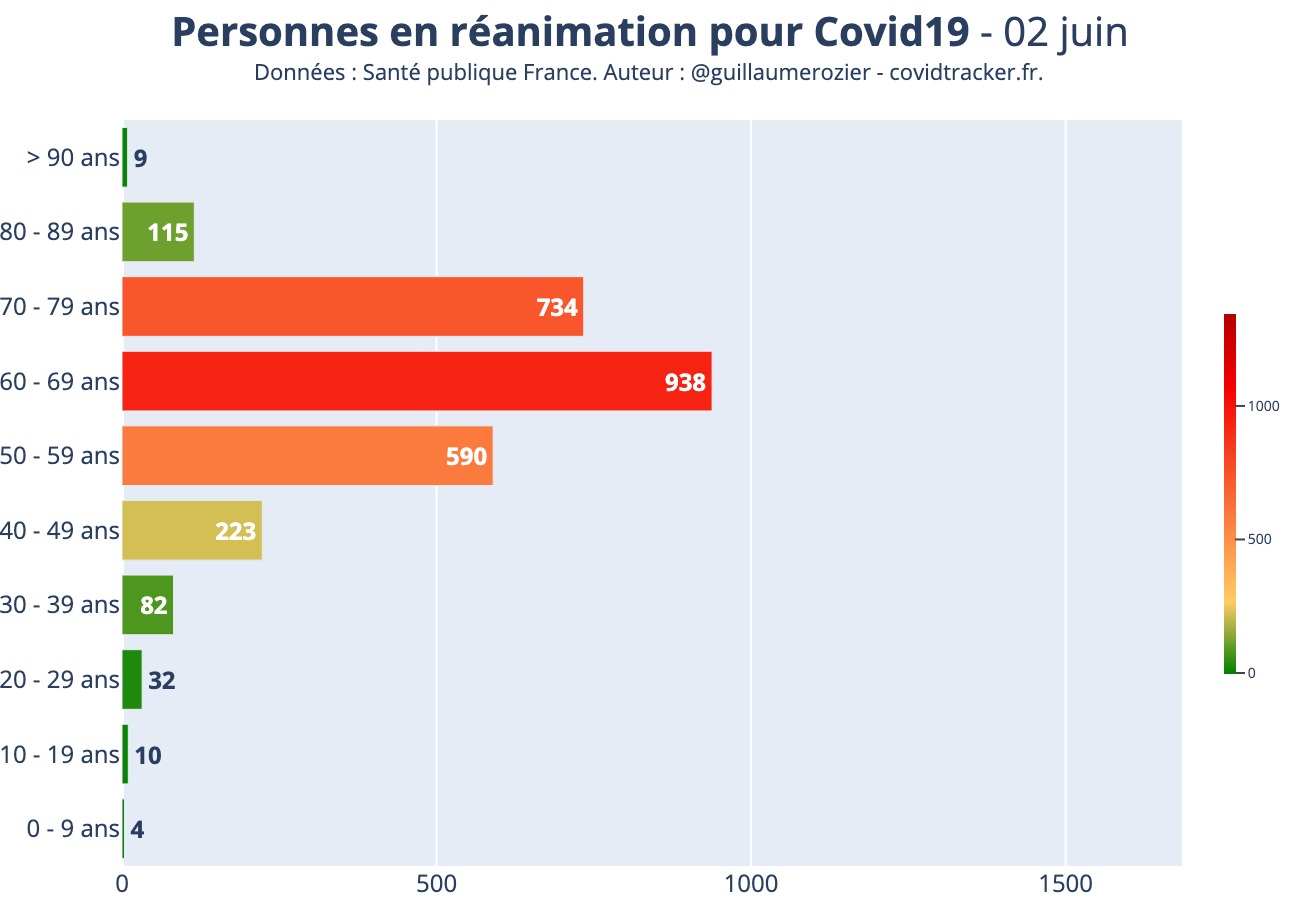 Personnes en réanimation pour Covid19 - 02 juin
Données : Santé publique France. Auteur : @guillaumerozier - covidtracker.fr.
> 90 ans 9
80 - 89 ans 115
70 - 79 ans 734
60 - 69 ans 938
50 - 59 ans 590
40 - 49 ans 223
30 - 39 ans 82
20 - 29 ans 32
10 - 19 ans 10
0 - 9 ans 4
0 500 1000 1500
1000
500
0